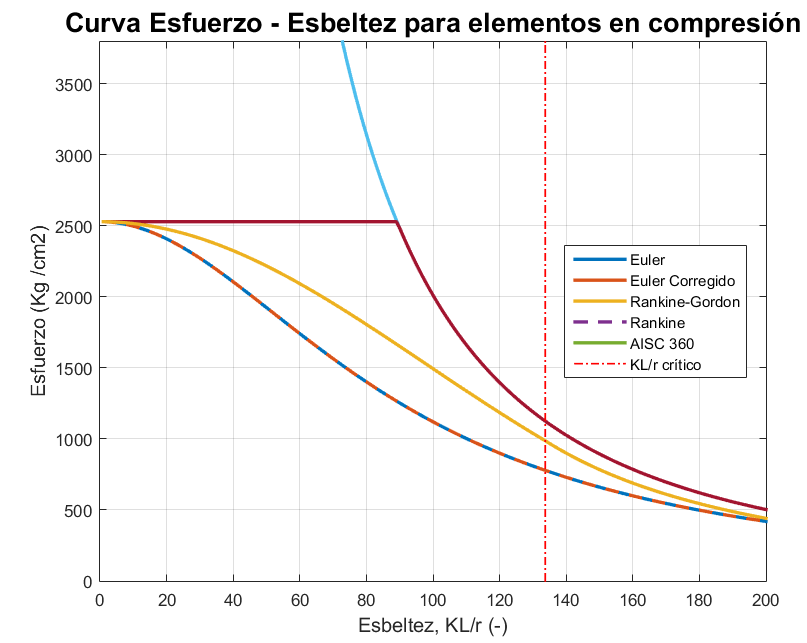 Curva Esfuerzo - Esbeltez para elementos en compresión
Esfuerzo (Kg /cm2)
3500
3000
2500
2000
1500
1000
500
0
Euler
Euler Corregido
Rankine-Gordon
Rankine
AISC 360
KL/r crítico
0 20 40 60 80 100 120 140 160 180 200
Esbeltez, KL/r (-)